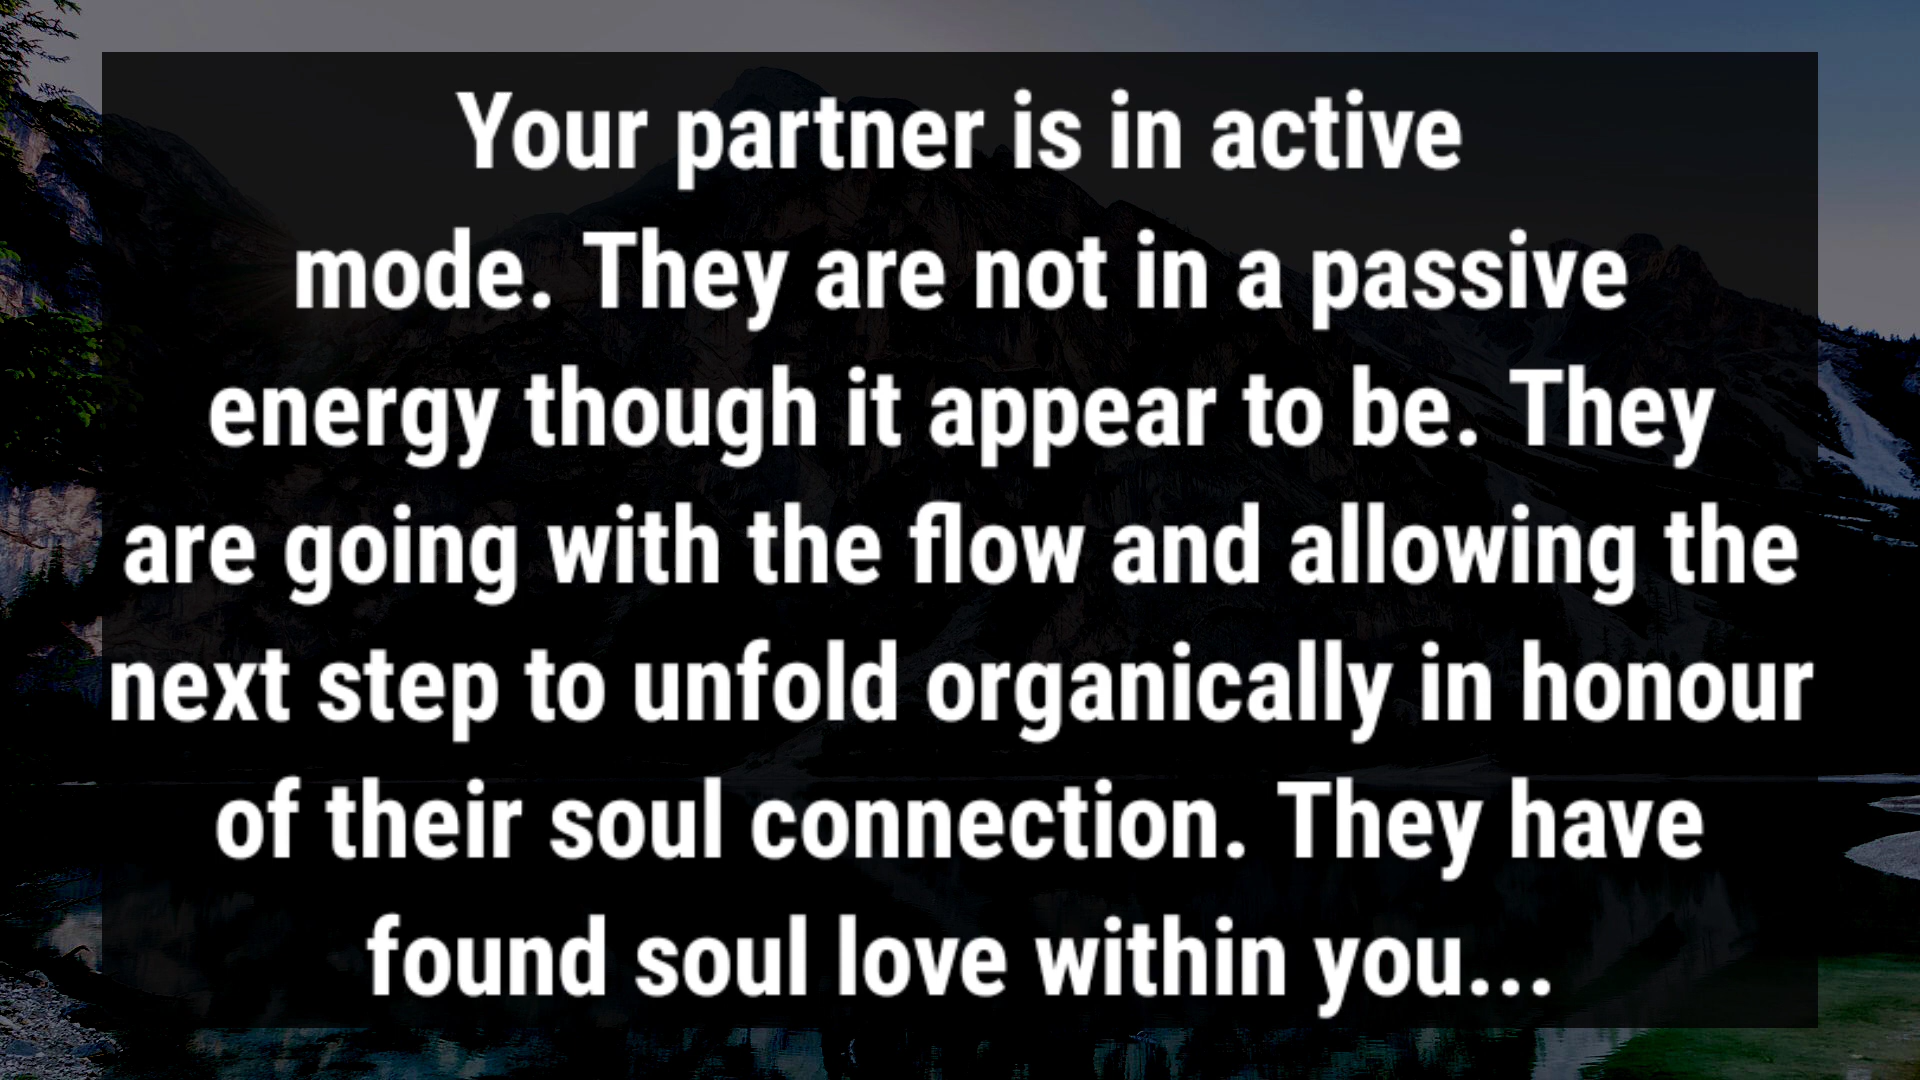 Your partner is in active
mode. They are not in a passive
energy though it appear to be. They
are going with the flow and allowing the
next step to unfold organically in honour
of their soul connection. They have
found soul love within you...